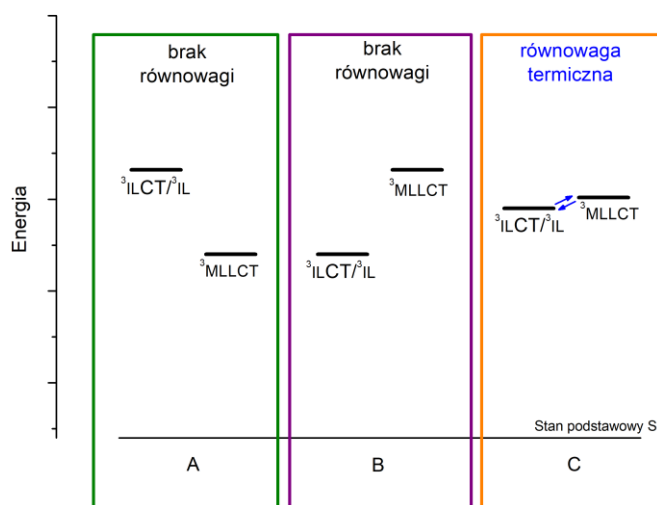 Energia
brak
równowagi
³ILCT/³IL
³MLLCT
A
brak
równowagi
³MLLCT
³ILCT/³IL
B
równowaga
termiczna
³ILCT/³IL
³MLLCT
C
Stan podstawowy S